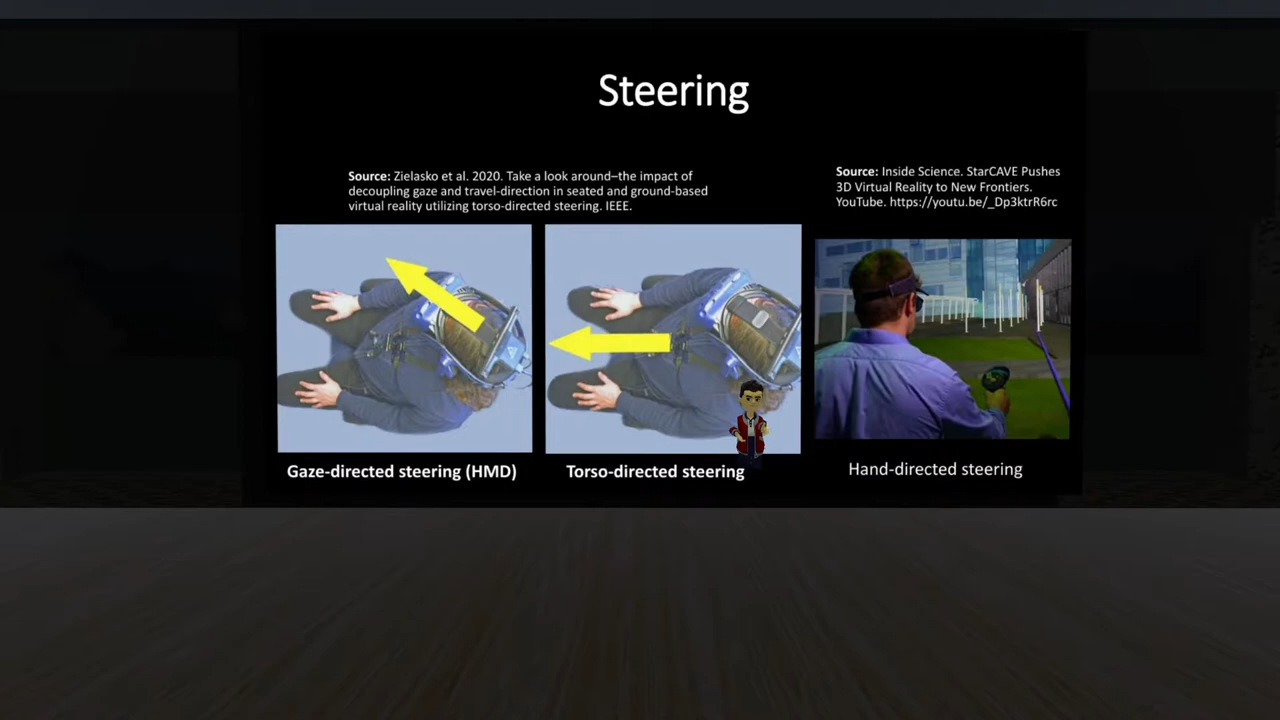 Steering
Source: Zielasko et al. 2020. Take a look around–the impact of
decoupling gaze and travel-direction in seated and ground-based
virtual reality utilizing torso-directed steering. IEEE.
Source: Inside Science. StarCAVE Pushes
3D Virtual Reality to New Frontiers.
YouTube. https://youtu.be/_Dp3ktrR6rc
Gaze-directed steering (HMD)
Torso-directed steering
Hand-directed steering